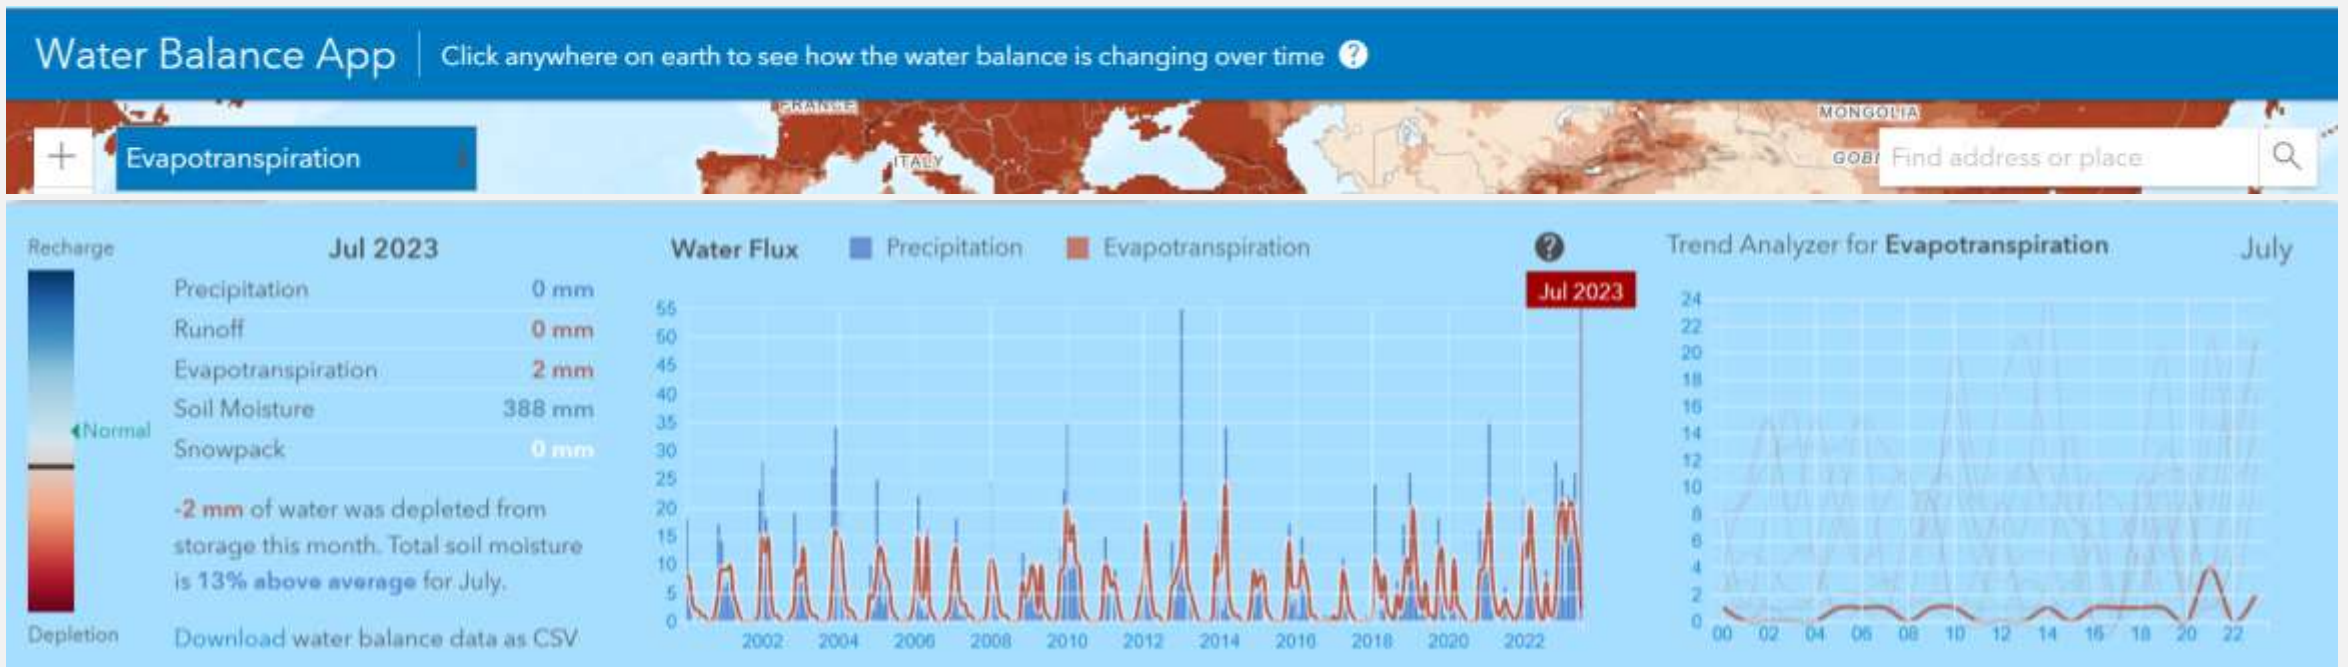 Water Balance App
Click anywhere on earth to see how the water balance is changing over time ?
FRANCE
MONGOLIA
+
Evapotranspiration
ITALY
GOBI
Find address or place
Recharge
Normal
Depletion
Jul 2023
Precipitation 0 mm
Runoff 0 mm
Evapotranspiration 2 mm
Soil Moisture 388 mm
Snowpack 0 mm
-2 mm of water was depleted from
storage this month. Total soil moisture
is 13% above average for July.
Download water balance data as CSV
Water Flux Precipitation Evapotranspiration ?
Jul 2023
55
50
45
40
35
30
25
20
15
10
5
0
2002 2004 2006 2008 2010 2012 2014 2016 2018 2020 2022
Trend Analyzer for Evapotranspiration July
24
22
20
18
16
14
12
10
8
6
4
2
0
00 02 04 06 08 10 12 14 16 18 20 22